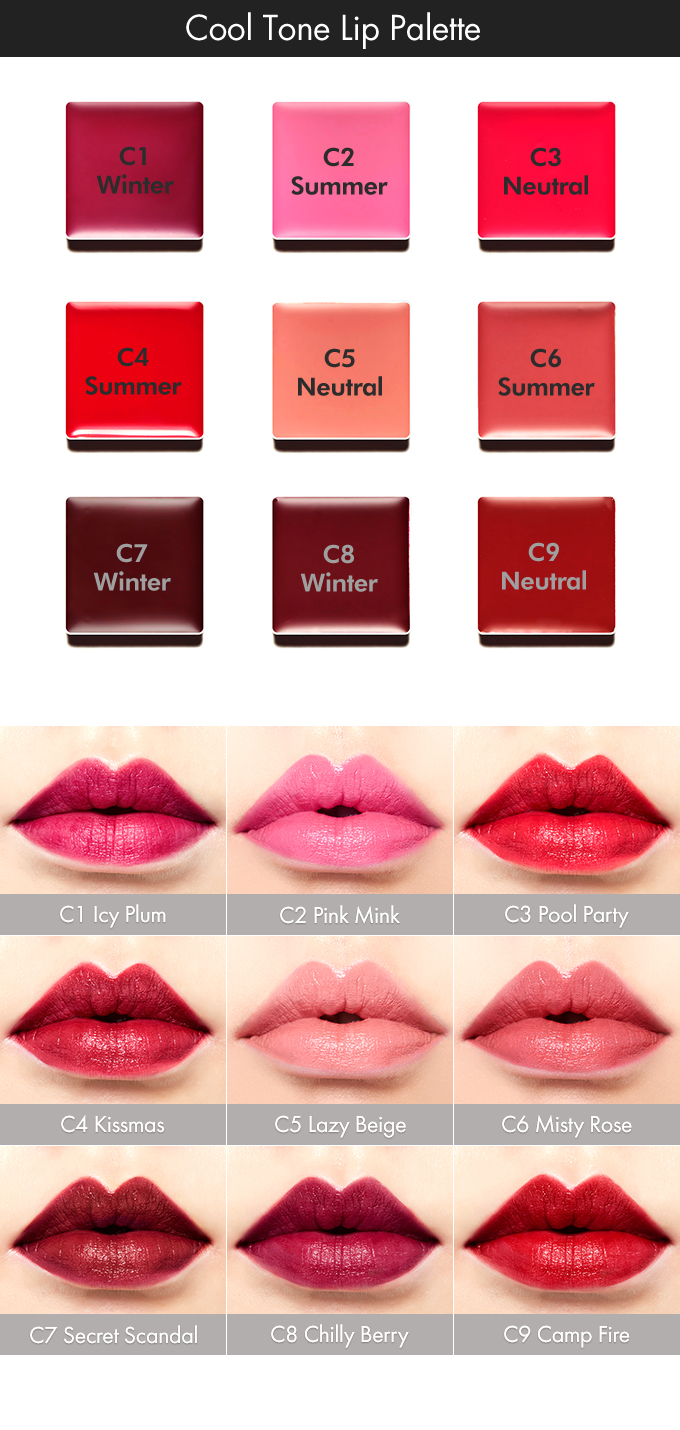 Cool Tone Lip Palette
C1
Winter
C2
Summer
C3
Neutral
C4
Summer
C5
Neutral
C6
Summer
C7
Winter
C8
Winter
C9
Neutral
C1 Icy Plum
C2 Pink Mink
C3 Pool Party
C4 Kissmas
C5 Lazy Beige
C6 Misty Rose
C7 Secret Scandal
C8 Chilly Berry
C9 Camp Fire